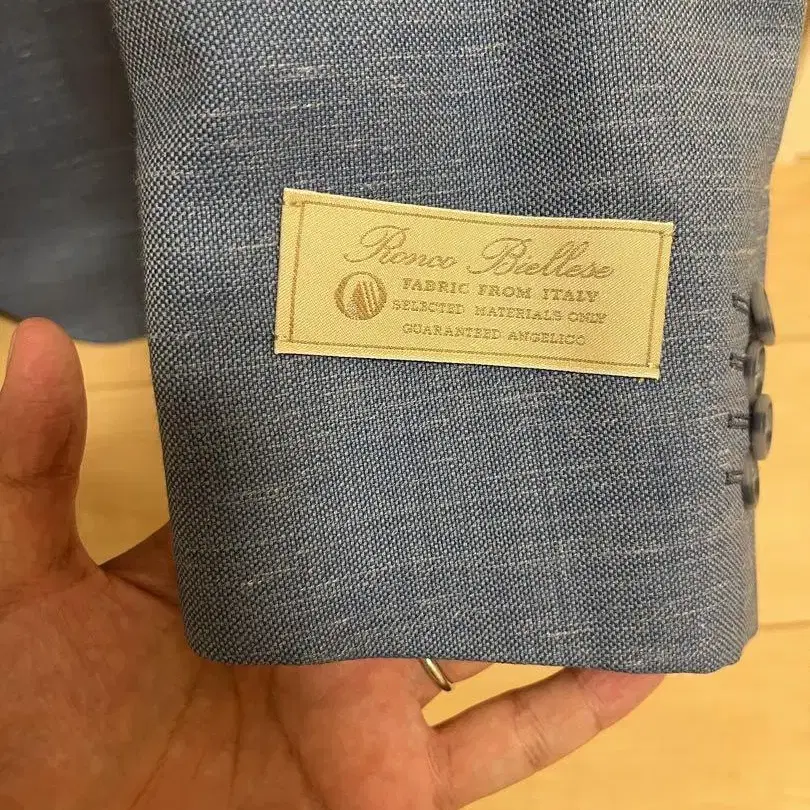 Ronco Biellese
FABRIC FROM ITALY
SELECTED MATERIALS ONLY
GUARANTEED ANGELICO